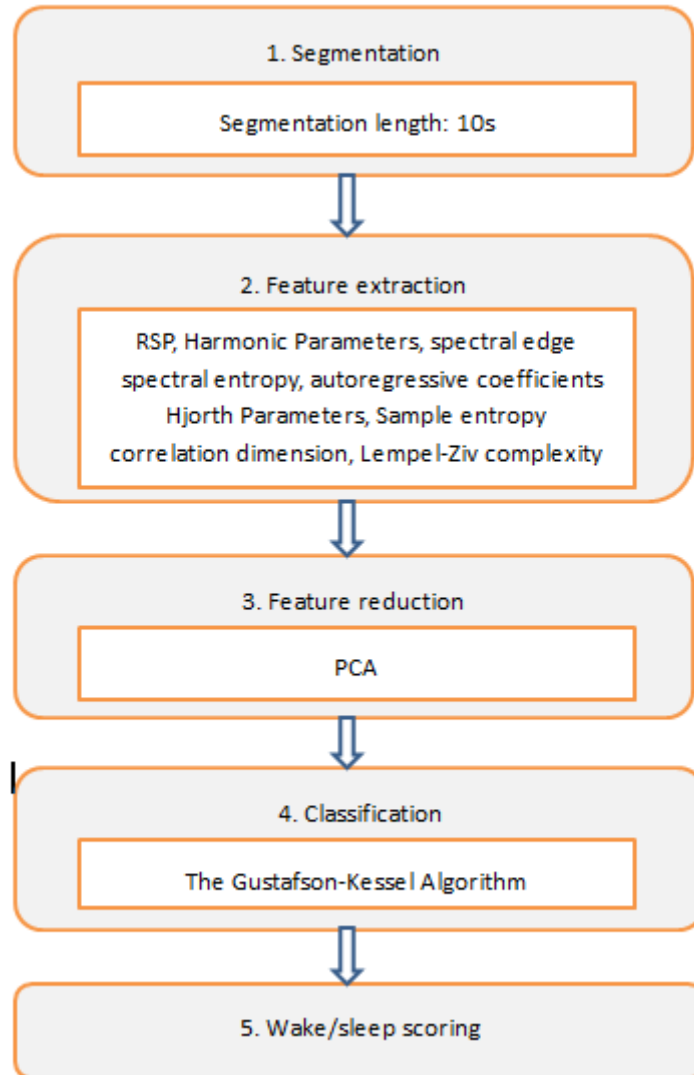 1. Segmentation
Segmentation length: 10s
2. Feature extraction
RSP, Harmonic Parameters, spectral edge
spectral entropy, autoregressive coefficients
Hjorth Parameters, Sample entropy
correlation dimension, Lempel-Ziv complexity
3. Feature reduction
PCA
4. Classification
The Gustafson-Kessel Algorithm
5. Wake/sleep scoring